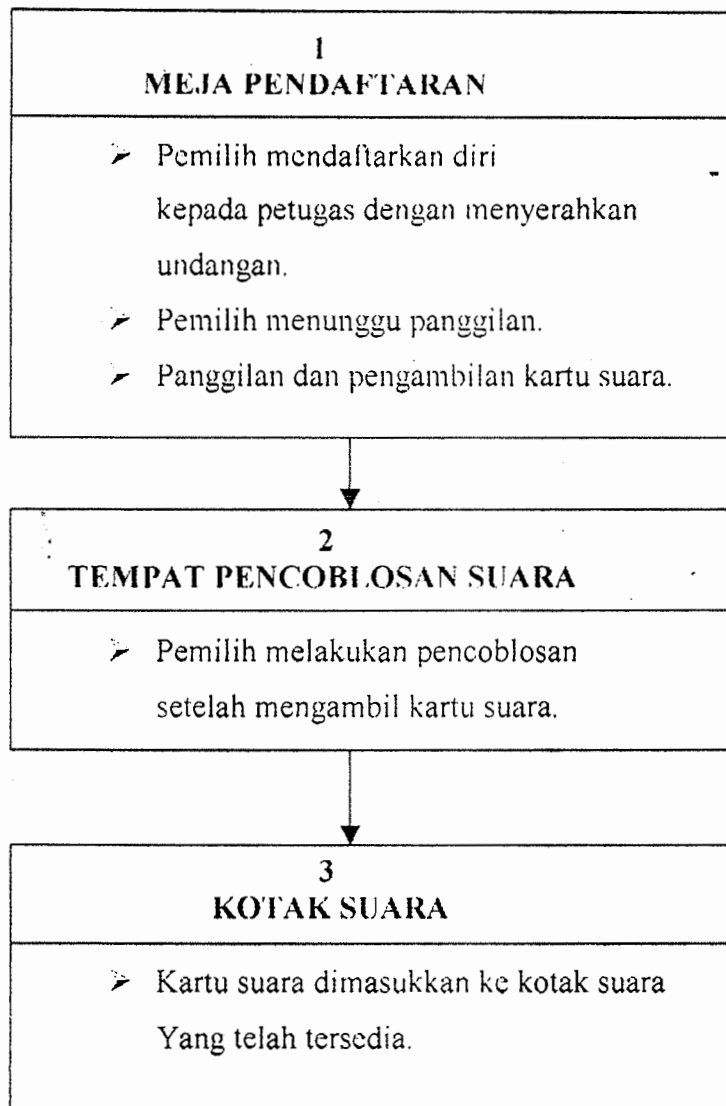 1
MEJA PENDAFTARAN
➢ Pemilih mendaftarkan diri
kepada petugas dengan menyerahkan
undangan.
➢ Pemilih menunggu panggilan.
➢ Panggilan dan pengambilan kartu suara.
2
TEMPAT PENCOBLOSAN SUARA
➢ Pemilih melakukan pencoblosan
setelah mengambil kartu suara.
3
KOTAK SUARA
➢ Kartu suara dimasukkan ke kotak suara
Yang telah tersedia.